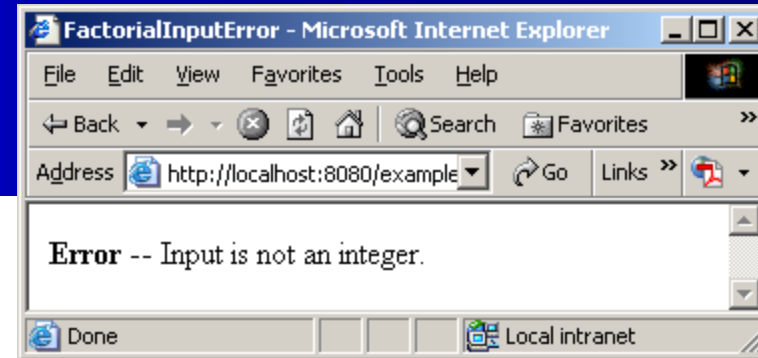 FactorialInputError - Microsoft Internet Explorer
File Edit View Favorites Tools Help
Back Search Favorites »
Address http://localhost:8080/example Go Links »
Error -- Input is not an integer.
Done Local intranet